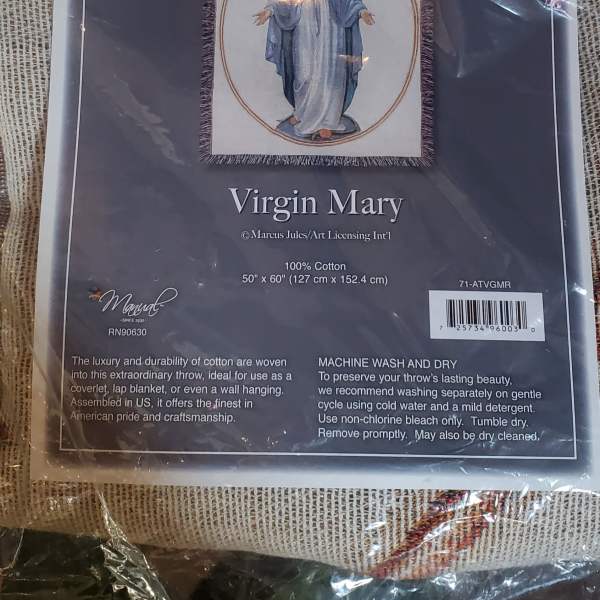 Virgin Mary
© Marcus Jules/Art Licensing Int'l
100% Cotton
50" x 60" (127 cm x 152.4 cm)
71-ATVGMR
7 25734 96003 0
Manual
RN90630
The luxury and durability of cotton are woven
into this extraordinary throw, ideal for use as a
coverlet, lap blanket, or even a wall hanging.
Assembled in US, it offers the finest in
American pride and craftsmanship.
MACHINE WASH AND DRY
To preserve your throw's lasting beauty,
we recommend washing separately on gentle
cycle using cold water and a mild detergent.
Use non-chlorine bleach only. Tumble dry.
Remove promptly. May also be dry cleaned.